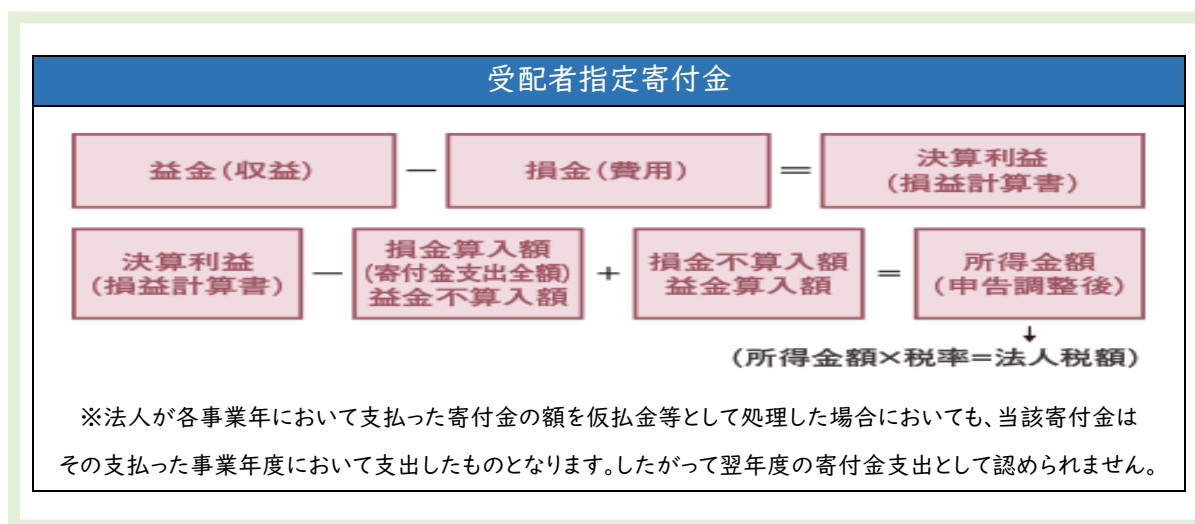 受配者指定寄付金
益金(収益) － 損金(費用) ＝ 決算利益
(損益計算書)
決算利益
(損益計算書) － 損金算入額
(寄付金支出全額)
益金不算入額 ＋ 損金不算入額
益金算入額 ＝ 所得金額
(申告調整後)
↓
(所得金額×税率=法人税額)
※法人が各事業年において支払った寄付金の額を仮払金等として処理した場合においても、当該寄付金は
その支払った事業年度において支出したものとなります。したがって翌年度の寄付金支出として認められません。